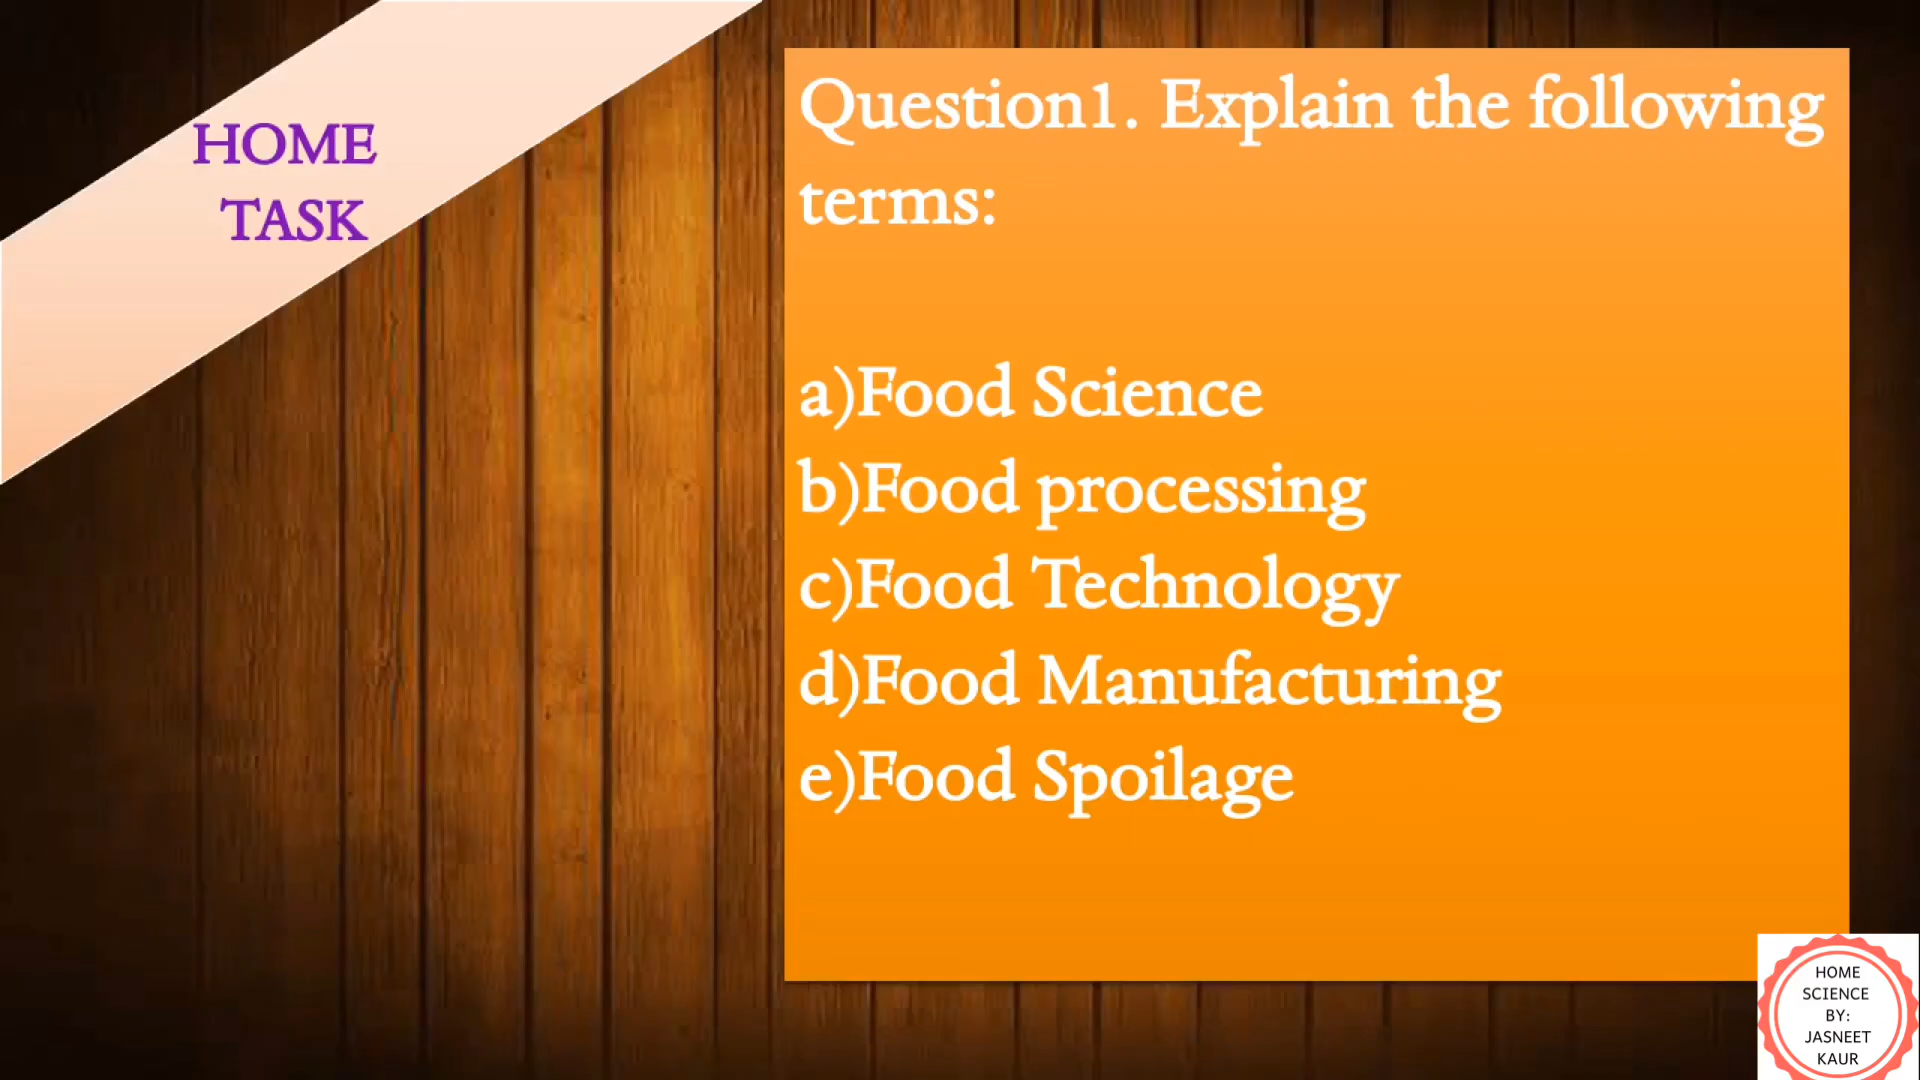 HOME
TASK
Question1. Explain the following
terms:
a)Food Science
b)Food processing
c)Food Technology
d)Food Manufacturing
e)Food Spoilage
HOME
SCIENCE
BY:
JASNEET
KAUR